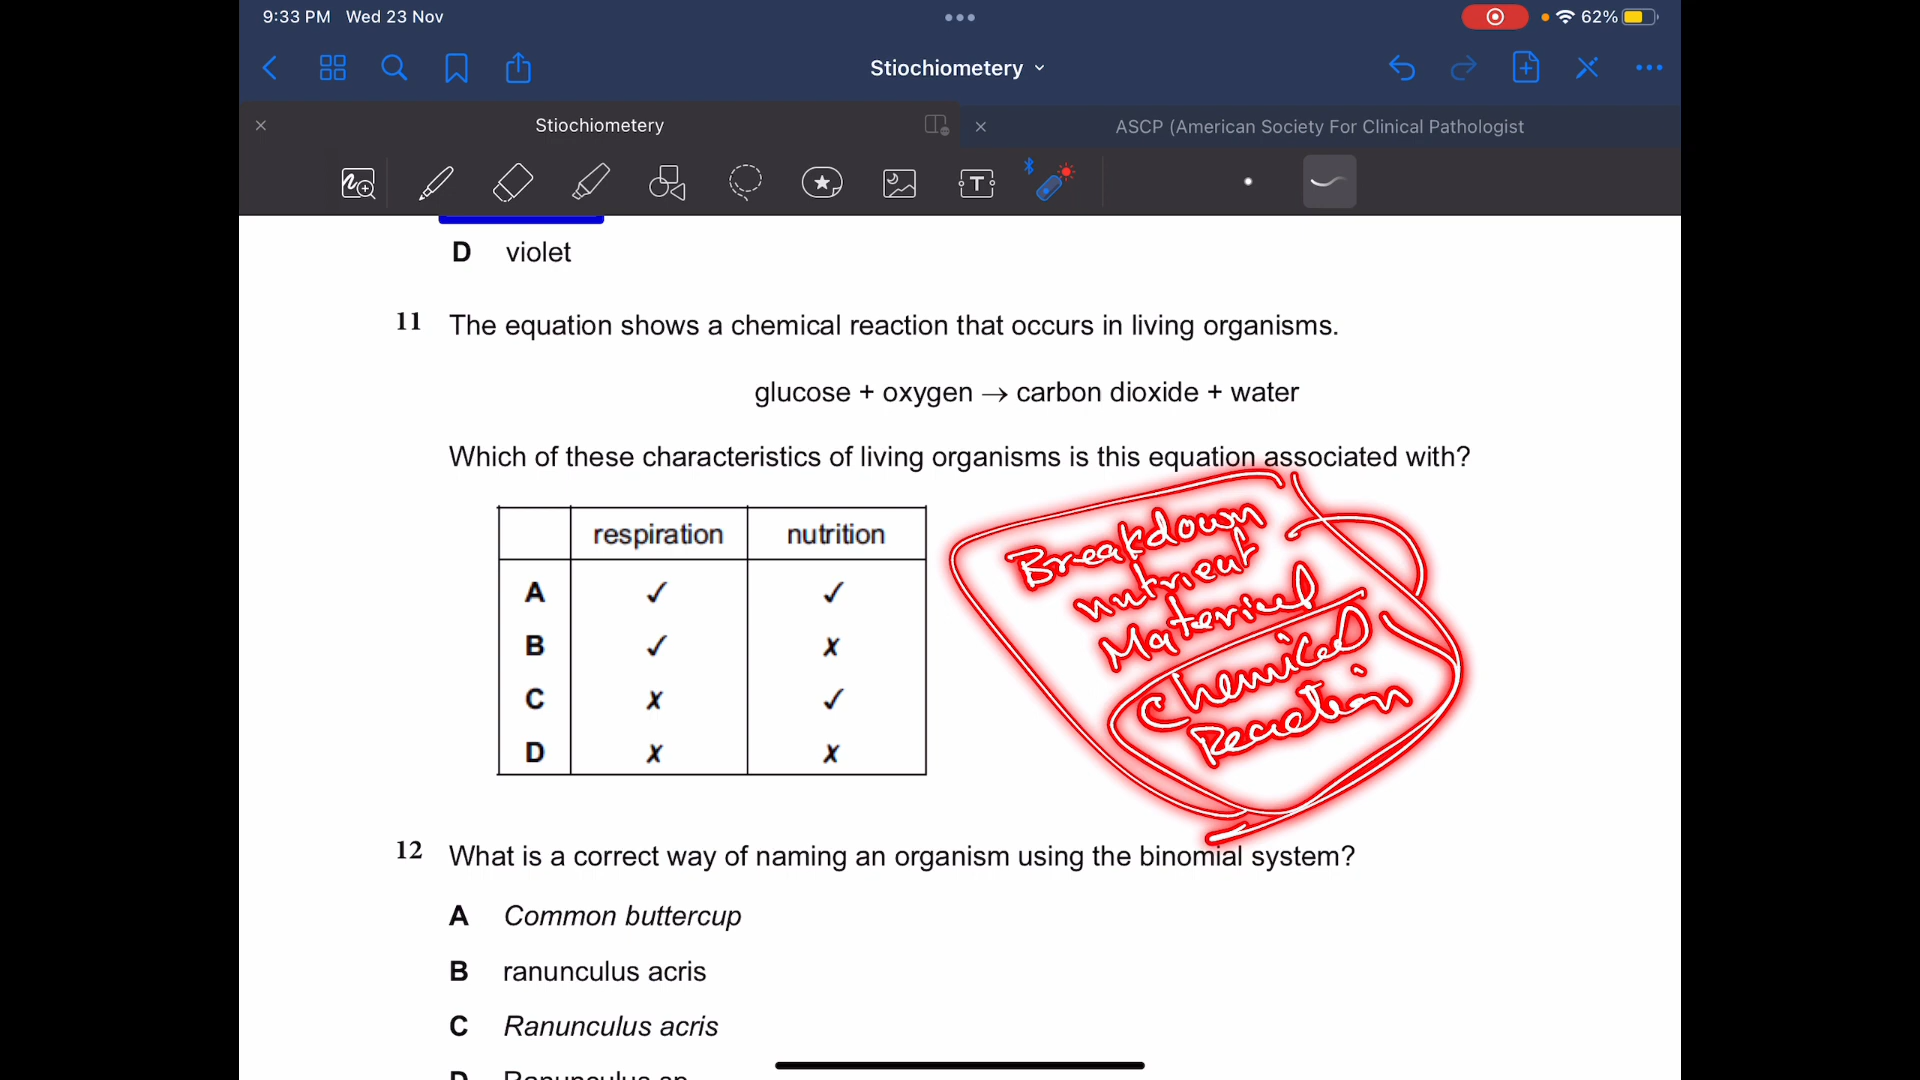 9:33 PM Wed 23 Nov
62%
Stiochiometery
Stiochiometery
ASCP (American Society For Clinical Pathologist
T
D violet
11 The equation shows a chemical reaction that occurs in living organisms.
glucose + oxygen → carbon dioxide + water
Which of these characteristics of living organisms is this equation associated with?
respiration nutrition
A ✓ ✓
B ✓ ✗
C ✗ ✓
D ✗ ✗
Breakdown
nutrient
Material
Chemical
Reaction
12 What is a correct way of naming an organism using the binomial system?
A Common buttercup
B ranunculus acris
C Ranunculus acris
D Ranunculus sp